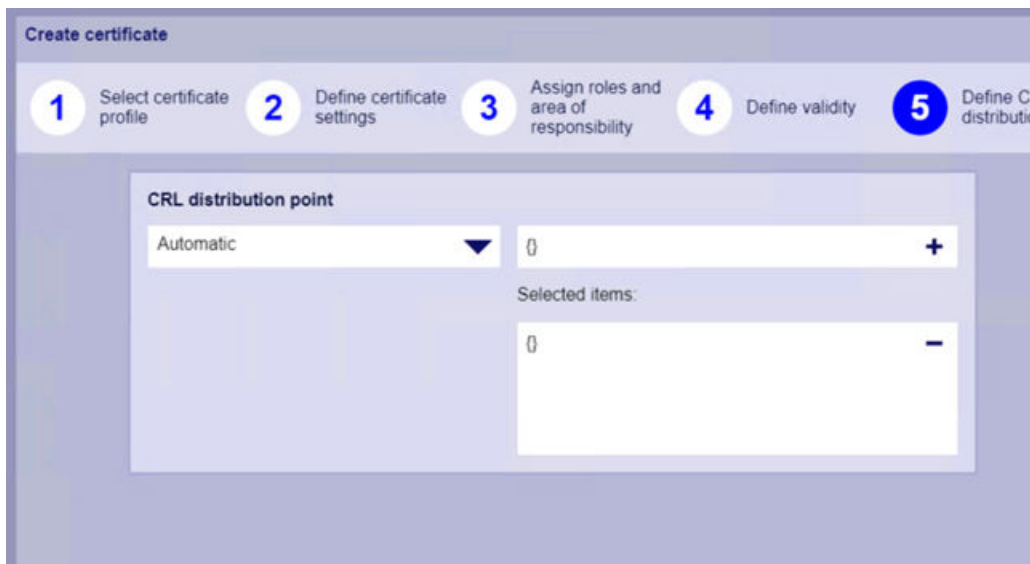 Create certificate
1 Select certificate profile
2 Define certificate settings
3 Assign roles and area of responsibility
4 Define validity
5 Define
CRL distribution point
Automatic
{}
+
Selected items:
{}
-